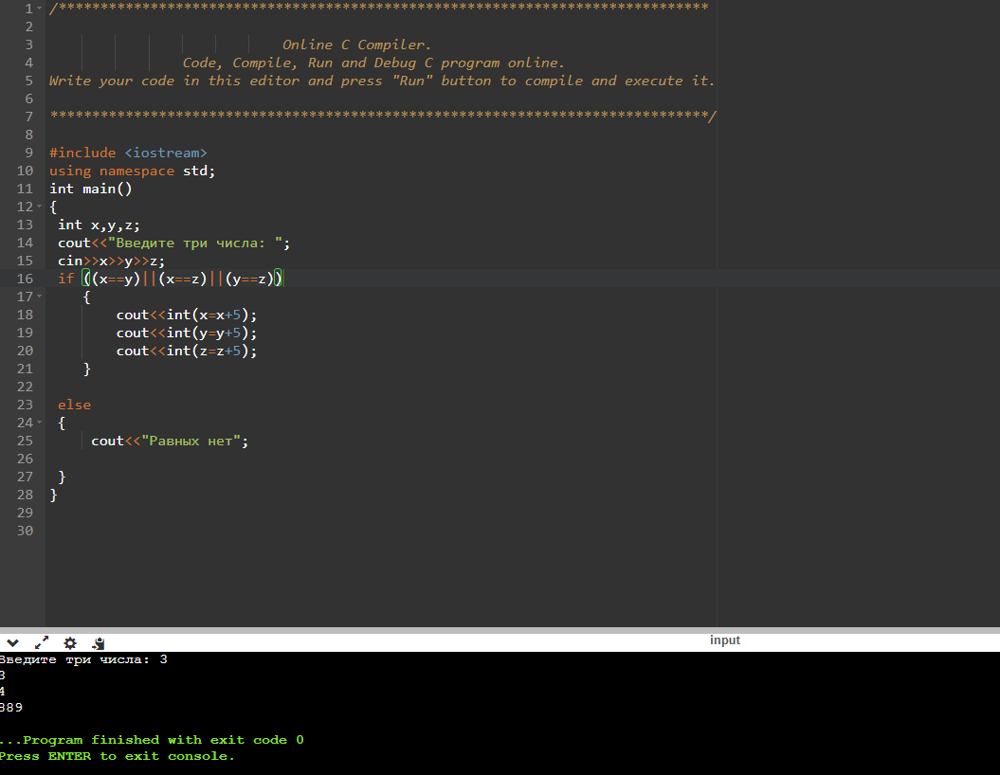 1 /******************************************************************************
2
3 Online C Compiler.
4 Code, Compile, Run and Debug C program online.
5 Write your code in this editor and press "Run" button to compile and execute it.
6
7 *******************************************************************************/
8
9 #include <iostream>
10 using namespace std;
11 int main()
12 {
13 int x,y,z;
14 cout<<"Введите три числа: ";
15 cin>>x>>y>>z;
16 if ((x==y)||(x==z)||(y==z))
17 {
18 cout<<int(x=x+5);
19 cout<<int(y=y+5);
20 cout<<int(z=z+5);
21 }
22
23 else
24 {
25 cout<<"Равных нет";
26
27 }
28 }
29
30
input
Введите три числа: 3
3
4
889
...Program finished with exit code 0
Press ENTER to exit console.